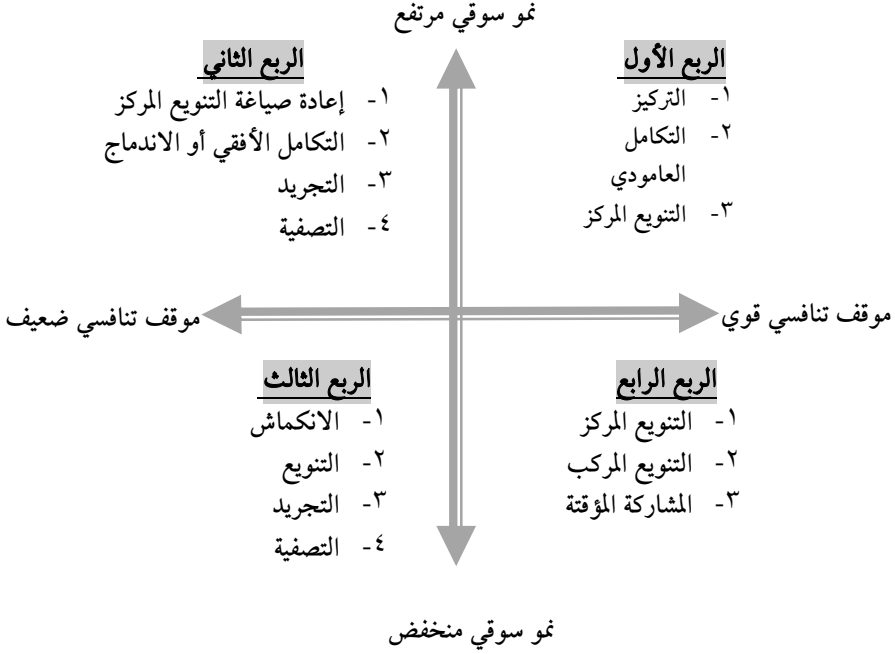 نمو سوقي مرتفع
الربع الأول
١- التركيز
٢- التكامل
العامودي
٣- التنويع المركز
الربع الثاني
١- إعادة صياغة التنويع المركز
٢- التكامل الأفقي أو الاندماج
٣- التجريد
٤- التصفية
موقف تنافسي قوي
موقف تنافسي ضعيف
الربع الرابع
١- التنويع المركز
٢- التنويع المركب
٣- المشاركة المؤقتة
الربع الثالث
١- الانكماش
٢- التنويع
٣- التجريد
٤- التصفية
نمو سوقي منخفض